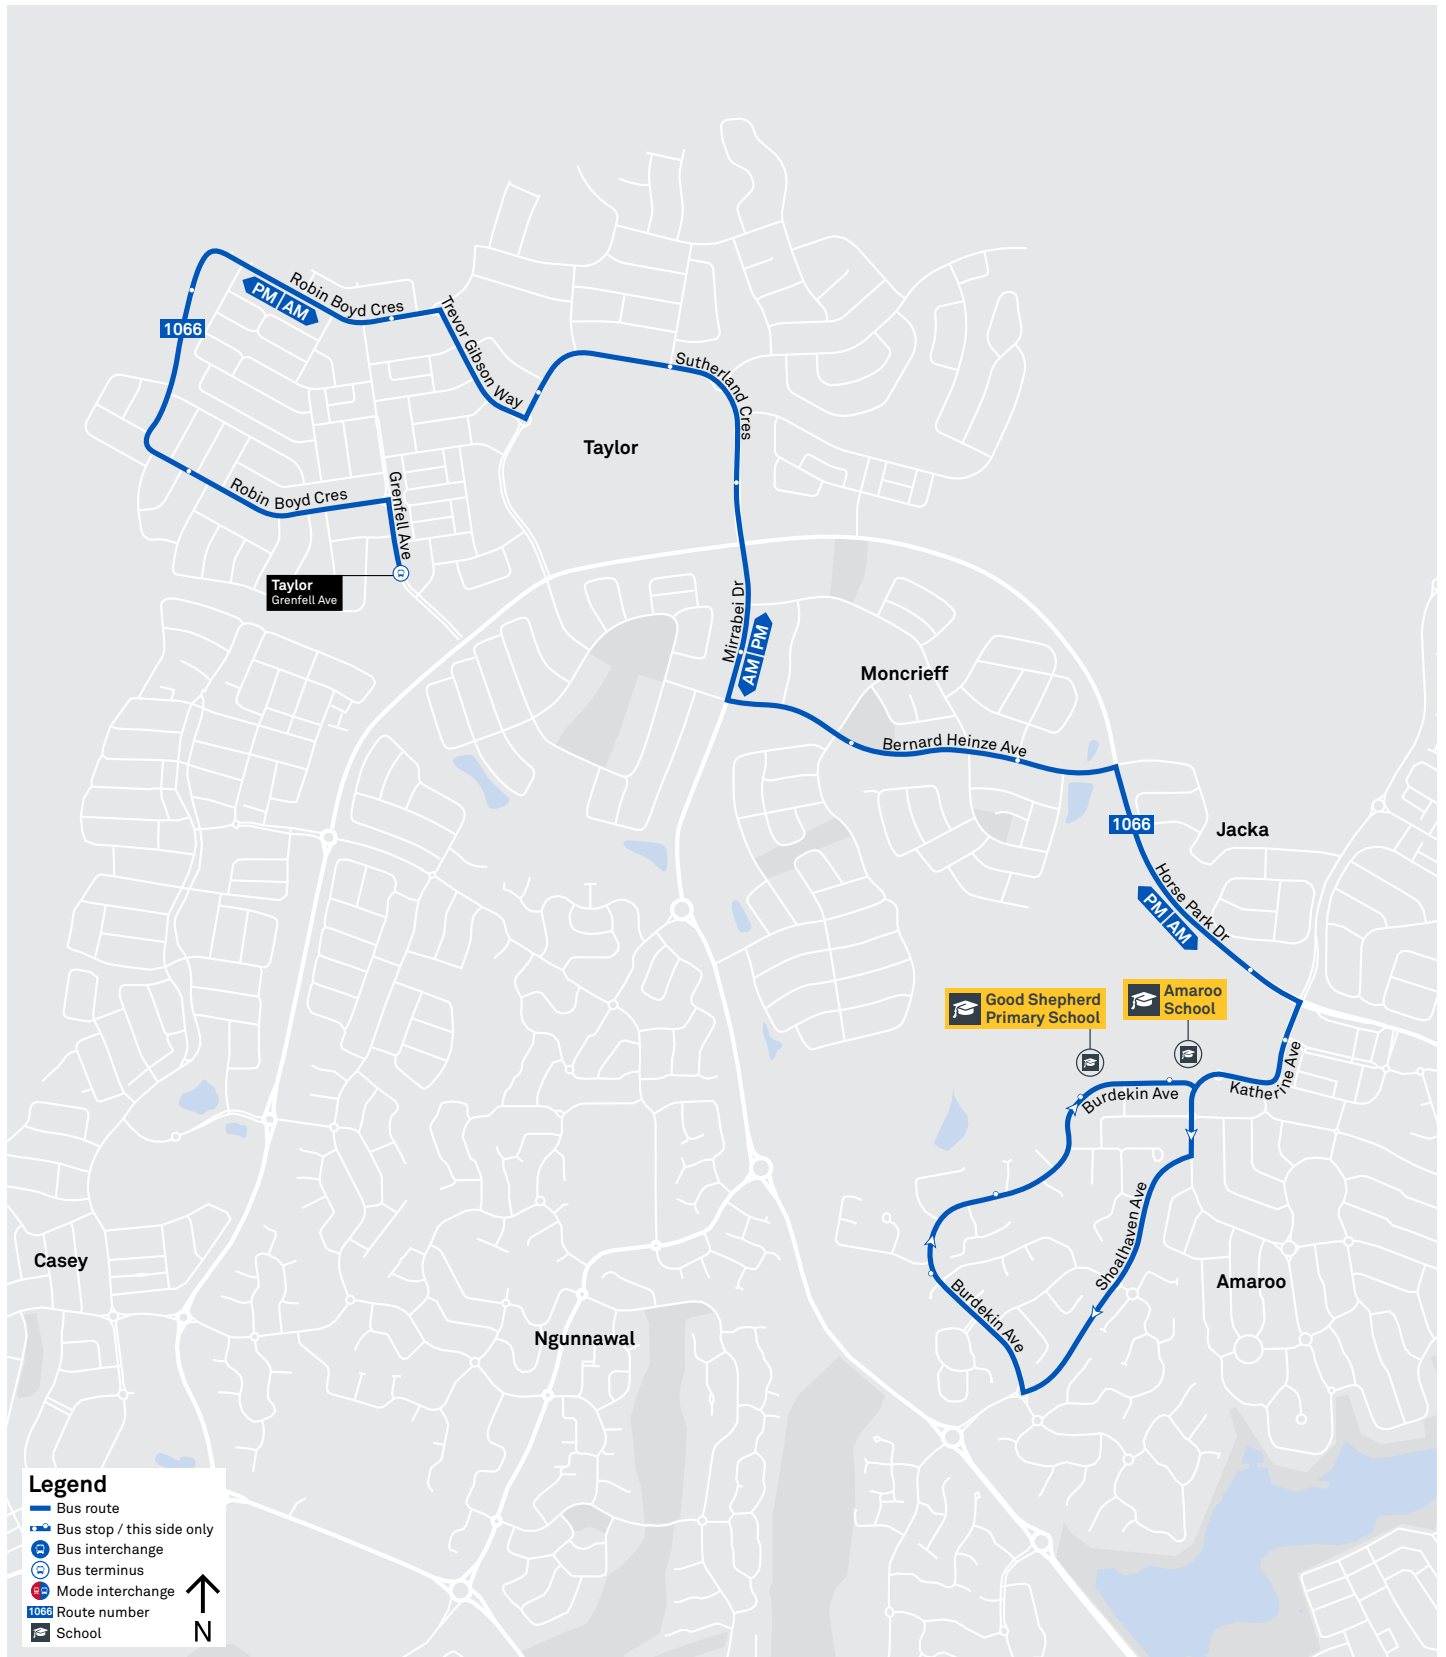 Robin Boyd Cres
PM AM
1066
Trevor Gibson Way
Sutherland Cres
Taylor
Robin Boyd Cres
Grenfell Ave
Taylor
Grenfell Ave
Mirrabei Dr
AM PM
Moncrieff
Bernard Heinze Ave
1066
Jacka
Horse Park Dr
PM AM
Good Shepherd
Primary School
Amaroo
School
Katherine Ave
Burdekin Ave
Shoalhaven Ave
Casey
Burdekin Ave
Amaroo
Ngunnawal
Legend
Bus route
Bus stop / this side only
Bus interchange
Bus terminus
Mode interchange
1066 Route number
School
N